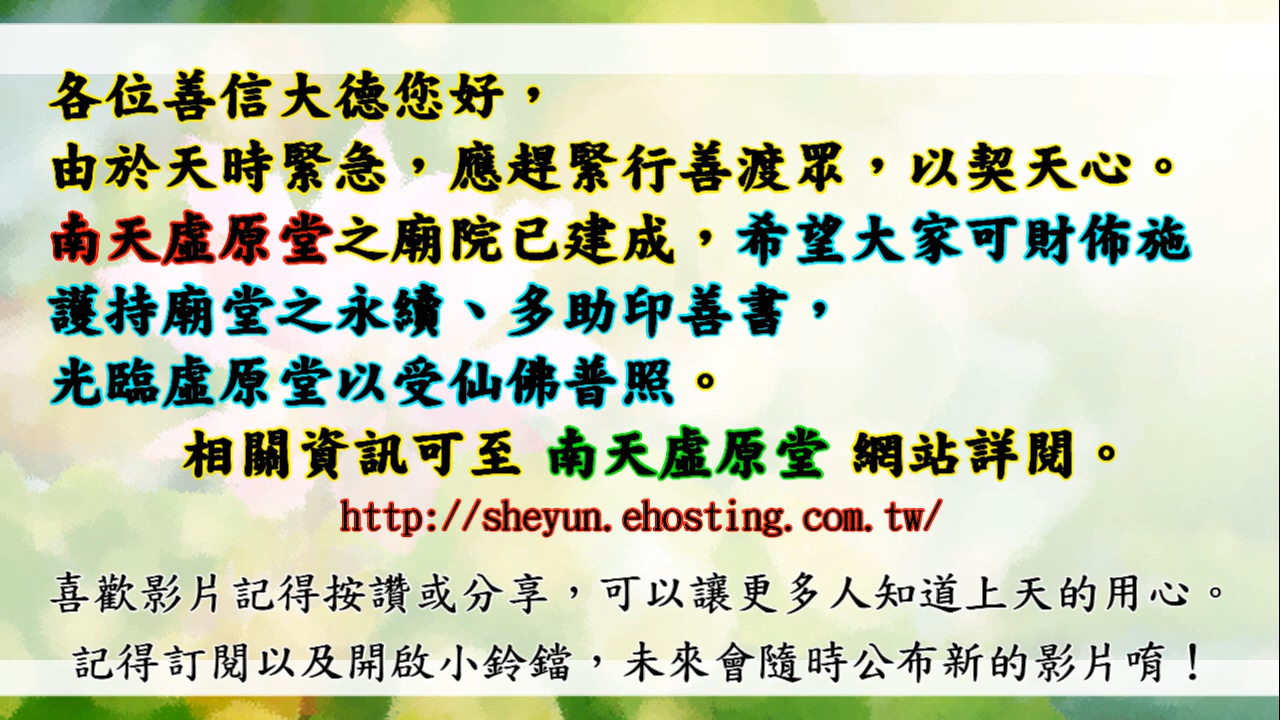 各位善信大德您好，
由於天時緊急，應趕緊行善渡眾，以契天心。
南天虛原堂之廟院已建成，希望大家可財佈施
護持廟堂之永續、多助印善書，
光臨虛原堂以受仙佛普照。
相關資訊可至 南天虛原堂 網站詳閱。
http://sheyun.ehosting.com.tw/
喜歡影片記得按讚或分享，可以讓更多人知道上天的用心。
記得訂閱以及開啟小鈴鐺，未來會隨時公布新的影片唷！